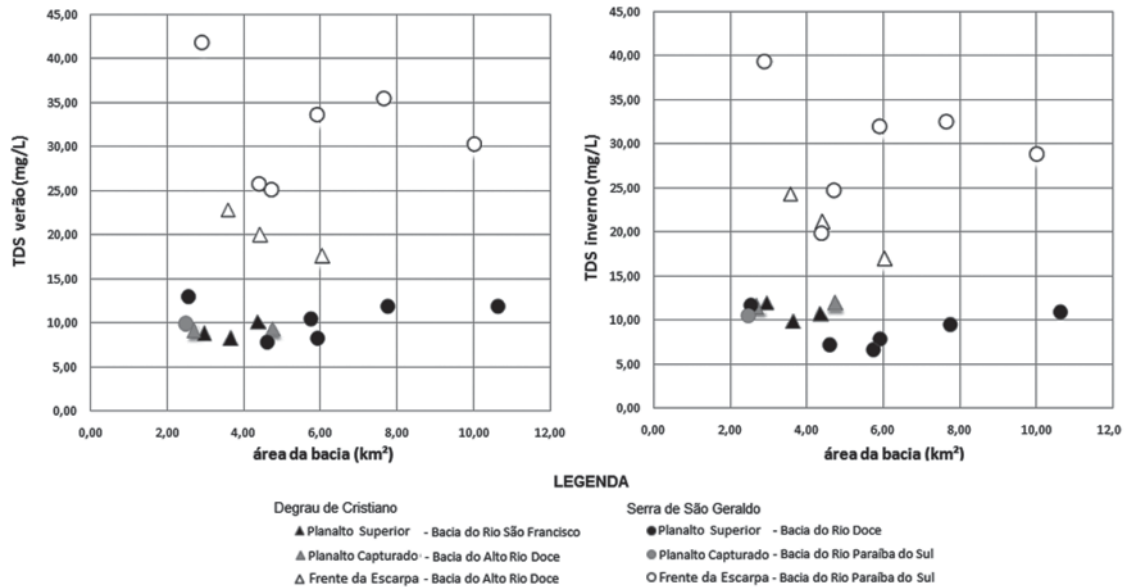 45,00
40,00
35,00
30,00
25,00
20,00
15,00
10,00
5,00
0,00
TDS verão (mg/L)
0,00 2,00 4,00 6,00 8,00 10,00 12,00
área da bacia (km²)
45,00
40,00
35,00
30,00
25,00
20,00
15,00
10,00
5,00
0,00
TDS inverno (mg/L)
0,00 2,00 4,00 6,00 8,00 10,00 12,0
área da bacia (km²)
LEGENDA
Degrau de Cristiano
Planalto Superior - Bacia do Rio São Francisco
Planalto Capturado - Bacia do Alto Rio Doce
Frente da Escarpa - Bacia do Alto Rio Doce
Serra de São Geraldo
Planalto Superior - Bacia do Rio Doce
Planalto Capturado - Bacia do Rio Paraíba do Sul
Frente da Escarpa - Bacia do Rio Paraíba do Sul